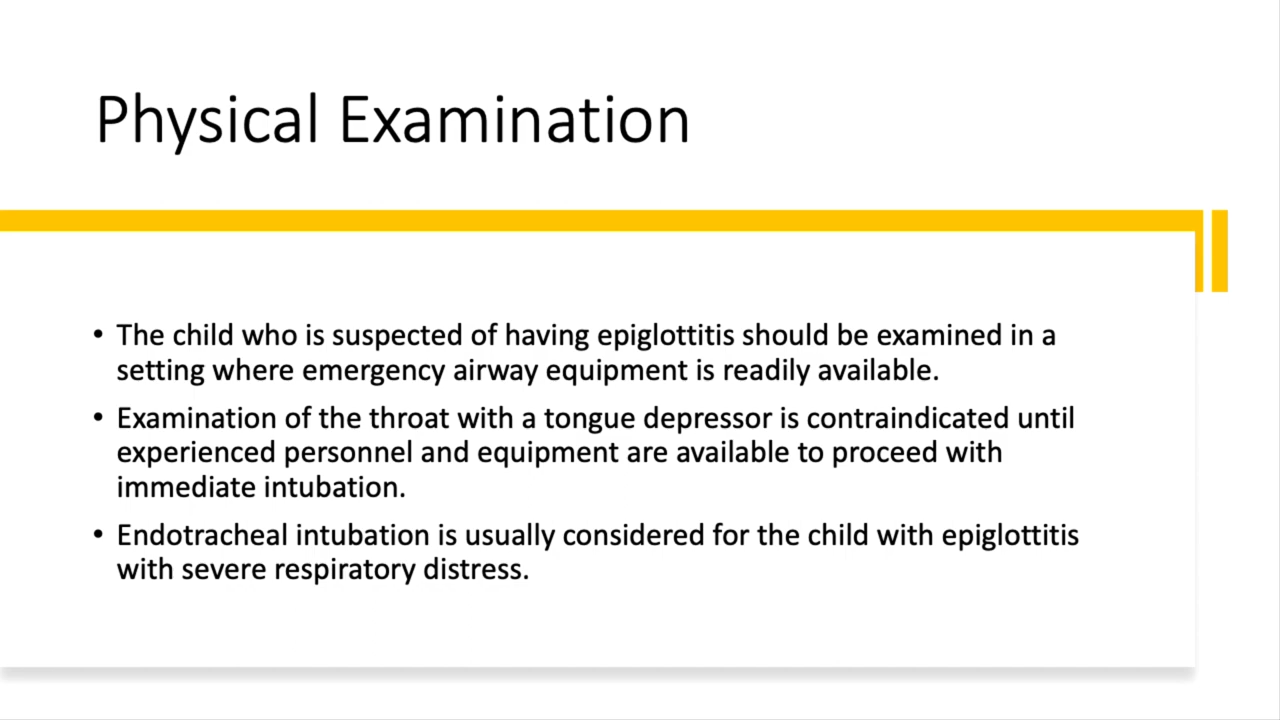 Physical Examination
• The child who is suspected of having epiglottitis should be examined in a
setting where emergency airway equipment is readily available.
• Examination of the throat with a tongue depressor is contraindicated until
experienced personnel and equipment are available to proceed with
immediate intubation.
• Endotracheal intubation is usually considered for the child with epiglottitis
with severe respiratory distress.